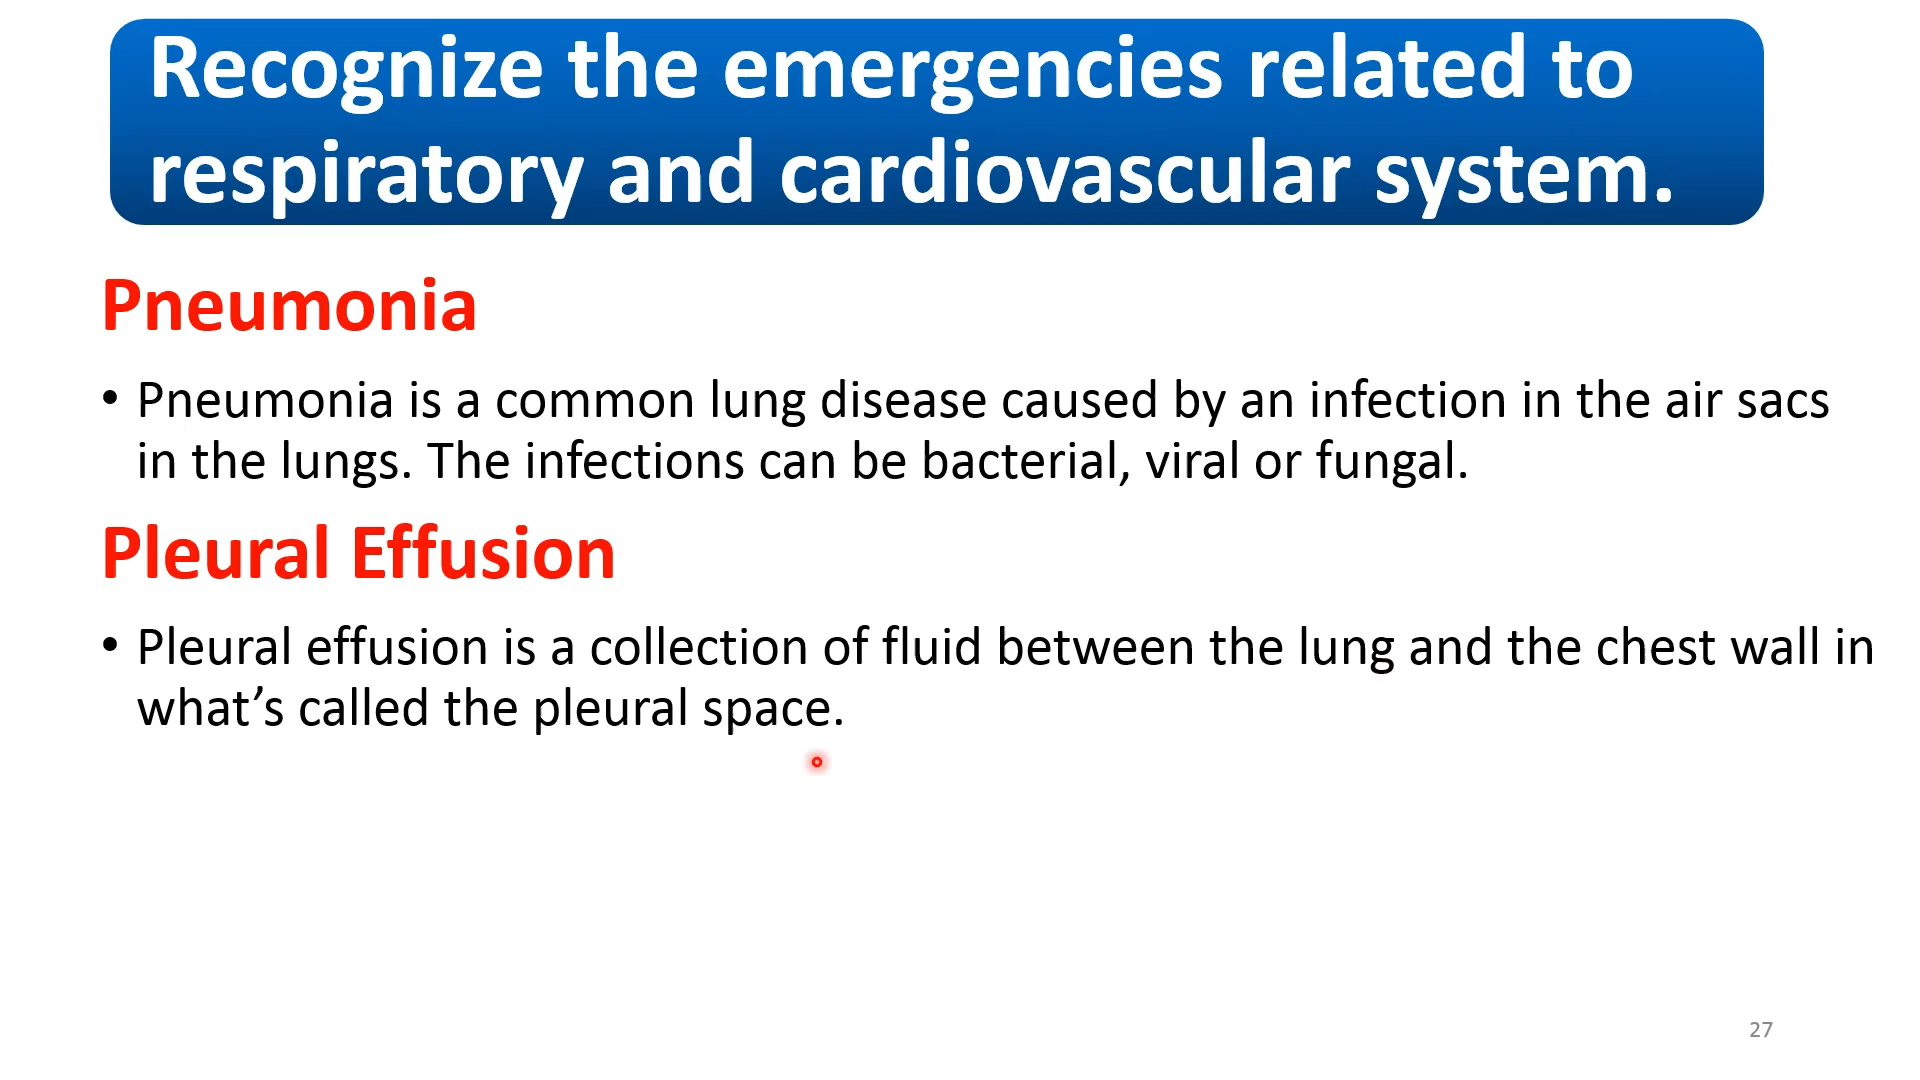 Recognize the emergencies related to
respiratory and cardiovascular system.
Pneumonia
• Pneumonia is a common lung disease caused by an infection in the air sacs
in the lungs. The infections can be bacterial, viral or fungal.
Pleural Effusion
• Pleural effusion is a collection of fluid between the lung and the chest wall in
what’s called the pleural space.
27